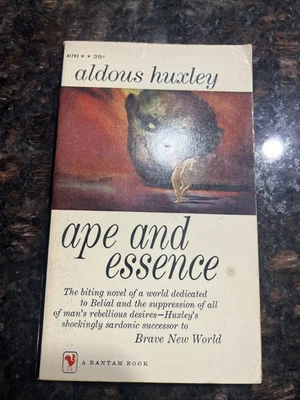 A1793 ★ ★ 35¢
aldous huxley
ape and
essence
The biting novel of a world dedicated
to Belial and the suppression of all
of man's rebellious desires—Huxley's
shockingly sardonic successor to
Brave New World
A BANTAM BOOK